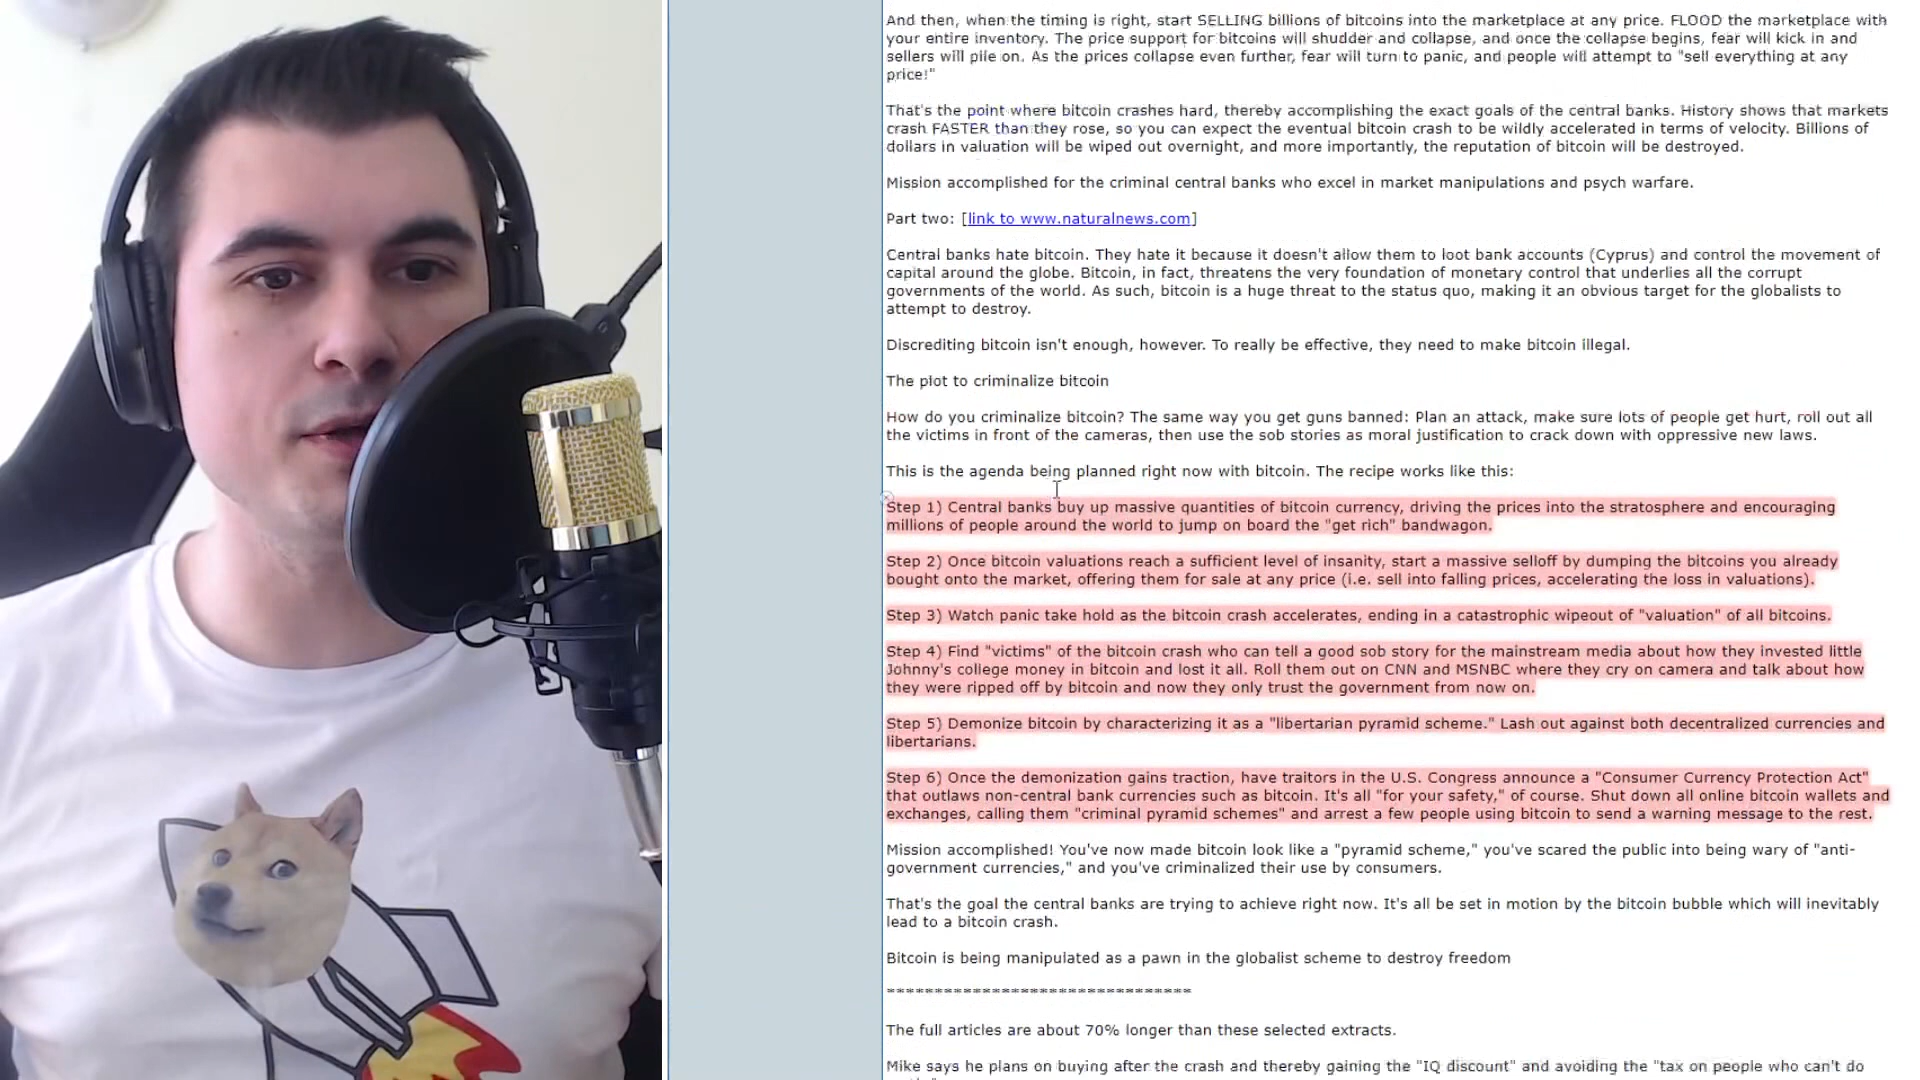 And then, when the timing is right, start SELLING billions of bitcoins into the marketplace at any price. FLOOD the marketplace with
your entire inventory. The price support for bitcoins will shudder and collapse, and once the collapse begins, fear will kick in and
sellers will pile on. As the prices collapse even further, fear will turn to panic, and people will attempt to "sell everything at any
price!"
That's the point where bitcoin crashes hard, thereby accomplishing the exact goals of the central banks. History shows that markets
crash FASTER than they rose, so you can expect the eventual bitcoin crash to be wildly accelerated in terms of velocity. Billions of
dollars in valuation will be wiped out overnight, and more importantly, the reputation of bitcoin will be destroyed.
Mission accomplished for the criminal central banks who excel in market manipulations and psych warfare.
Part two: [link to www.naturalnews.com]
Central banks hate bitcoin. They hate it because it doesn't allow them to loot bank accounts (Cyprus) and control the movement of
capital around the globe. Bitcoin, in fact, threatens the very foundation of monetary control that underlies all the corrupt
governments of the world. As such, bitcoin is a huge threat to the status quo, making it an obvious target for the globalists to
attempt to destroy.
Discrediting bitcoin isn't enough, however. To really be effective, they need to make bitcoin illegal.
The plot to criminalize bitcoin
How do you criminalize bitcoin? The same way you get guns banned: Plan an attack, make sure lots of people get hurt, roll out all
the victims in front of the cameras, then use the sob stories as moral justification to crack down with oppressive new laws.
This is the agenda being planned right now with bitcoin. The recipe works like this:
Step 1) Central banks buy up massive quantities of bitcoin currency, driving the prices into the stratosphere and encouraging
millions of people around the world to jump on board the "get rich" bandwagon.
Step 2) Once bitcoin valuations reach a sufficient level of insanity, start a massive selloff by dumping the bitcoins you already
bought onto the market, offering them for sale at any price (i.e. sell into falling prices, accelerating the loss in valuations).
Step 3) Watch panic take hold as the bitcoin crash accelerates, ending in a catastrophic wipeout of "valuation" of all bitcoins.
Step 4) Find "victims" of the bitcoin crash who can tell a good sob story for the mainstream media about how they invested little
Johnny's college money in bitcoin and lost it all. Roll them out on CNN and MSNBC where they cry on camera and talk about how
they were ripped off by bitcoin and now they only trust the government from now on.
Step 5) Demonize bitcoin by characterizing it as a "libertarian pyramid scheme." Lash out against both decentralized currencies and
libertarians.
Step 6) Once the demonization gains traction, have traitors in the U.S. Congress announce a "Consumer Currency Protection Act"
that outlaws non-central bank currencies such as bitcoin. It's all "for your safety," of course. Shut down all online bitcoin wallets and
exchanges, calling them "criminal pyramid schemes" and arrest a few people using bitcoin to send a warning message to the rest.
Mission accomplished! You've now made bitcoin look like a "pyramid scheme," you've scared the public into being wary of "anti-
government currencies," and you've criminalized their use by consumers.
That's the goal the central banks are trying to achieve right now. It's all be set in motion by the bitcoin bubble which will inevitably
lead to a bitcoin crash.
Bitcoin is being manipulated as a pawn in the globalist scheme to destroy freedom
********************************
The full articles are about 70% longer than these selected extracts.
Mike says he plans on buying after the crash and thereby gaining the "IQ discount" and avoiding the "tax on people who can't do